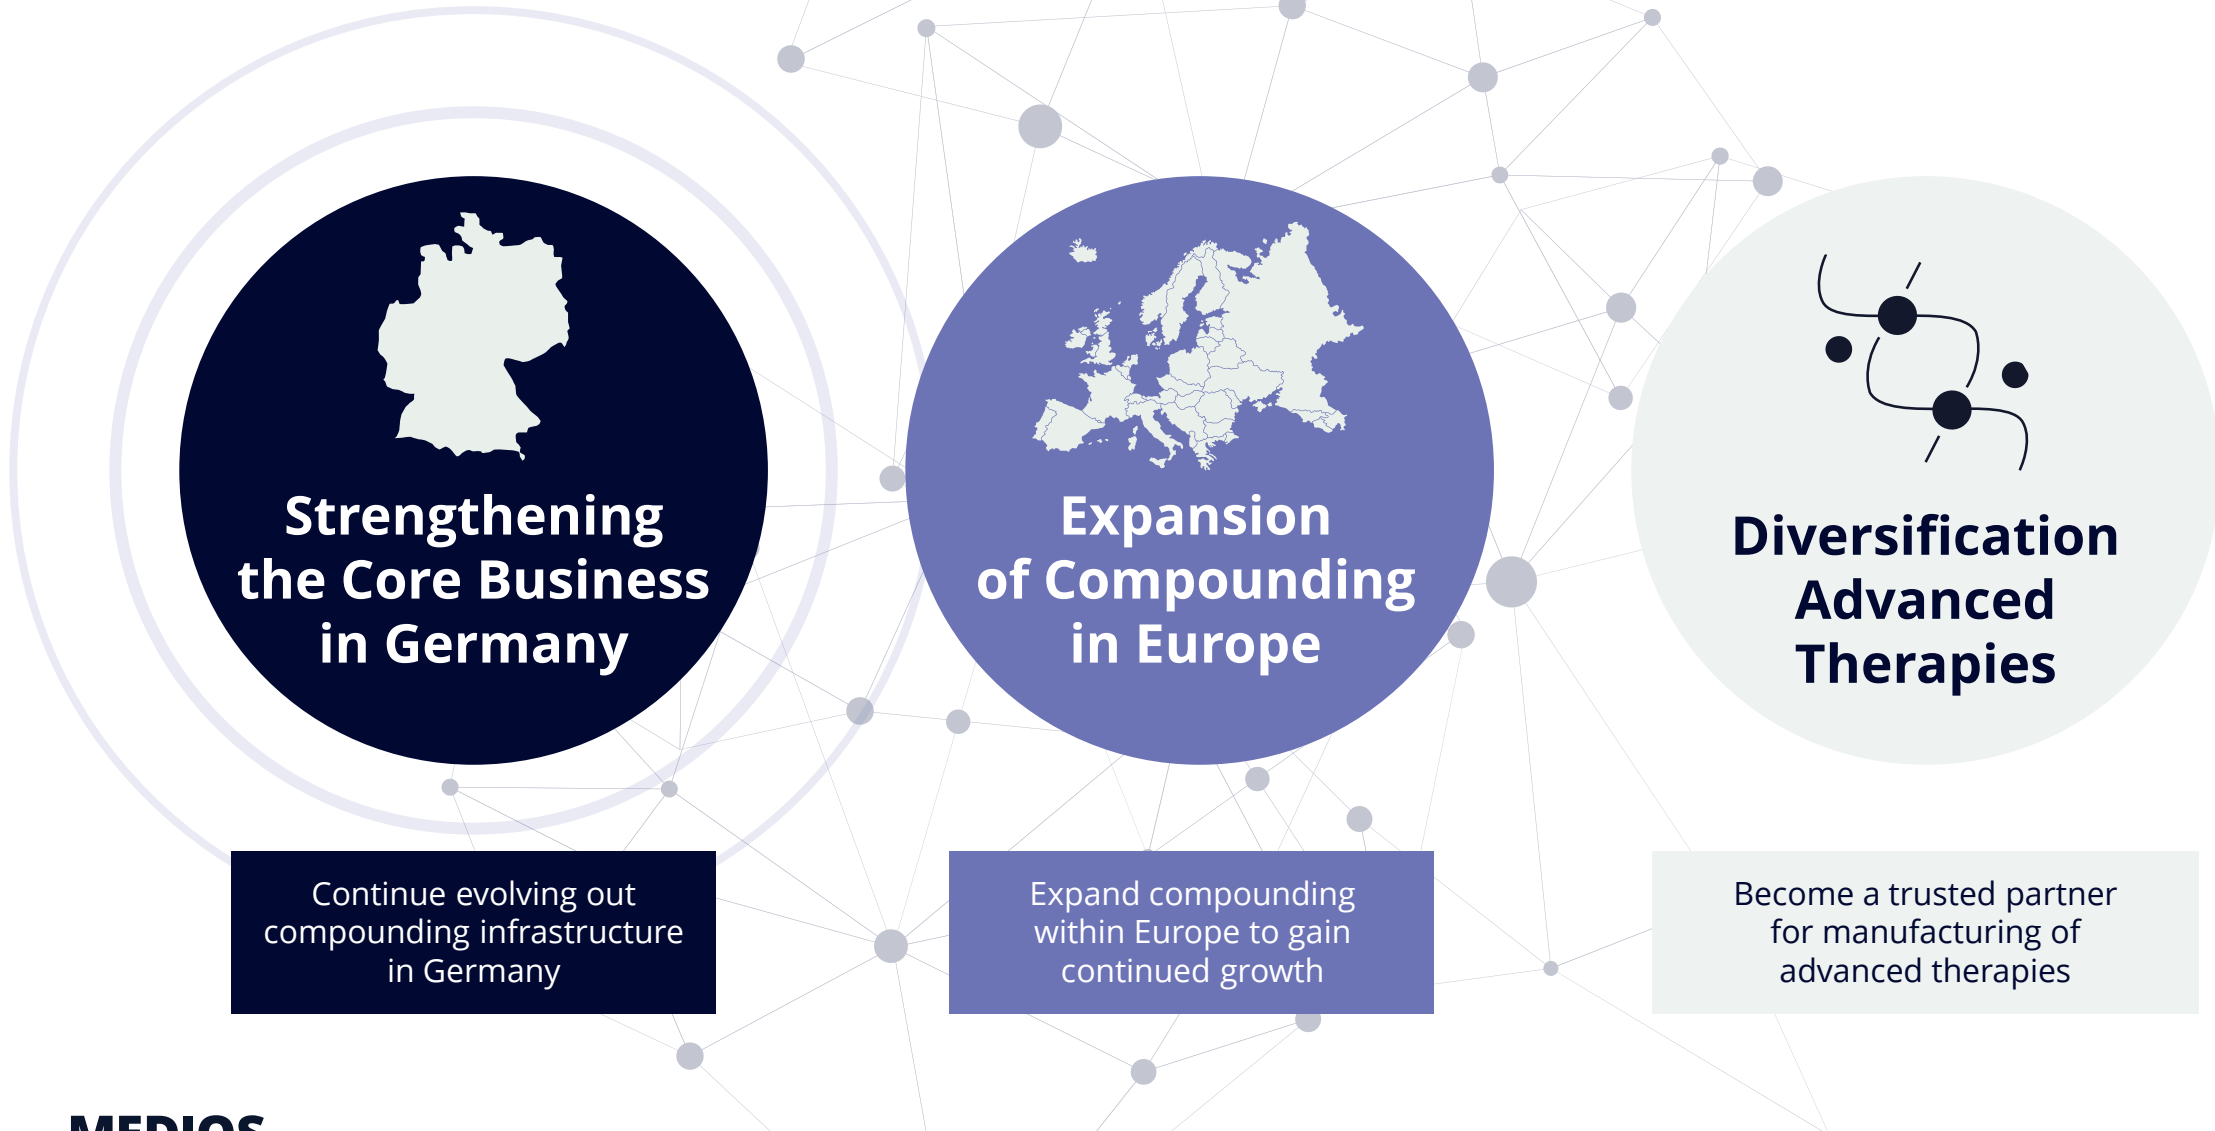 Strengthening
the Core Business
in Germany
Expansion
of Compounding
in Europe
Diversification
Advanced
Therapies
Continue evolving out
compounding infrastructure
in Germany
Expand compounding
within Europe to gain
continued growth
Become a trusted partner
for manufacturing of
advanced therapies
MEDIOS